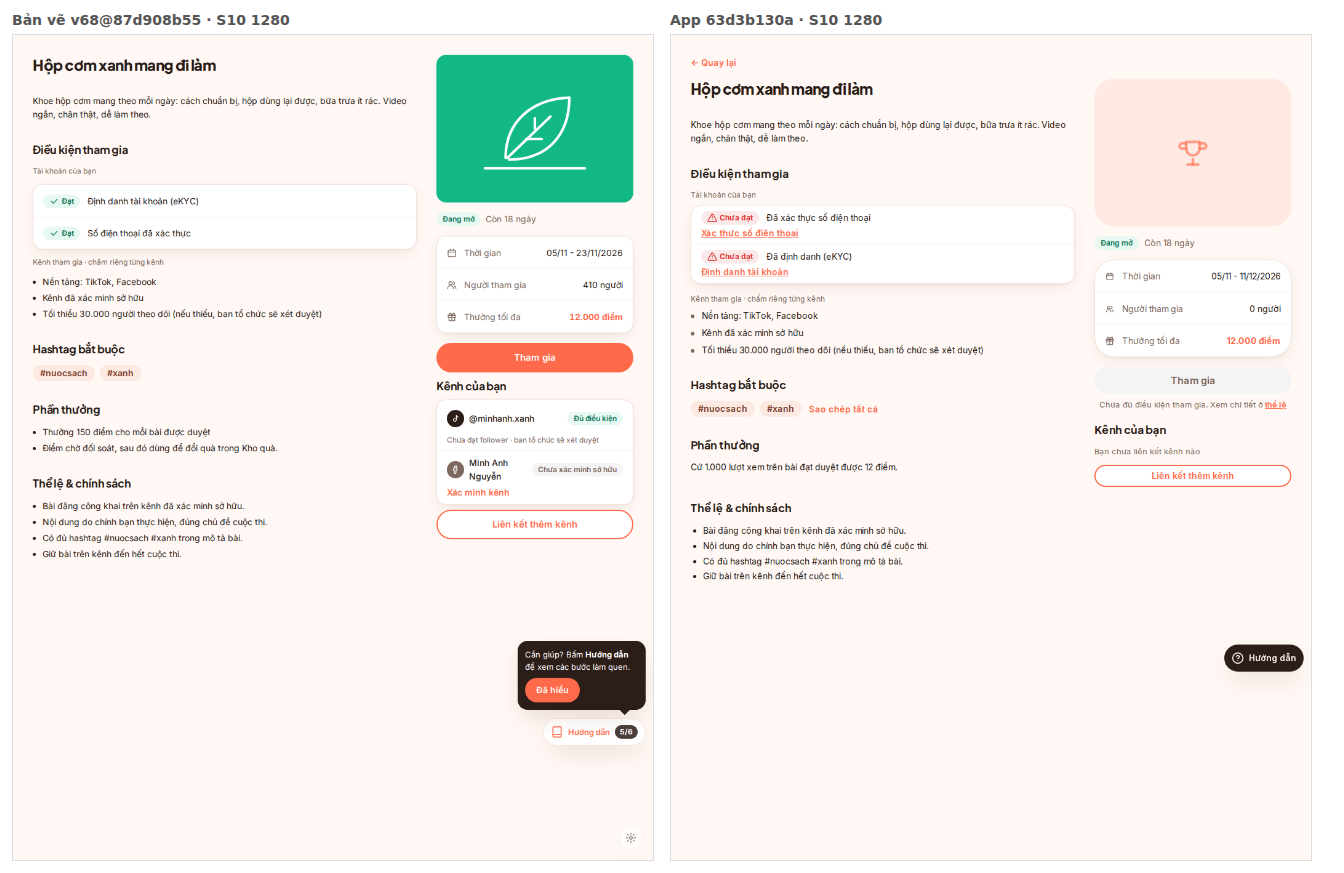 Bản vẽ v68@87d908b55 · S10 1280
Hộp cơm xanh mang đi làm
Khoe hộp cơm mang theo mỗi ngày: cách chuẩn bị, hộp dùng lại được, bữa trưa ít rác. Video
ngắn, chân thật, dễ làm theo.
Điều kiện tham gia
Tài khoản của bạn
Đạt Định danh tài khoản (eKYC)
Đạt Số điện thoại đã xác thực
Kênh tham gia · chấm riêng từng kênh
• Nền tảng: TikTok, Facebook
• Kênh đã xác minh sở hữu
• Tối thiểu 30.000 người theo dõi (nếu thiếu, ban tổ chức sẽ xét duyệt)
Hashtag bắt buộc
#nuocsach #xanh
Phần thưởng
• Thưởng 150 điểm cho mỗi bài được duyệt
• Điểm chờ đối soát, sau đó dùng để đổi quà trong Kho quà.
Thể lệ & chính sách
• Bài đăng công khai trên kênh đã xác minh sở hữu.
• Nội dung do chính bạn thực hiện, đúng chủ đề cuộc thi.
• Có đủ hashtag #nuocsach #xanh trong mô tả bài.
• Giữ bài trên kênh đến hết cuộc thi.
Đang mở Còn 18 ngày
Thời gian 05/11 - 23/11/2026
Người tham gia 410 người
Thưởng tối đa 12.000 điểm
Tham gia
Kênh của bạn
@minhanh.xanh Đủ điều kiện
Chưa đạt follower · ban tổ chức sẽ xét duyệt
Minh Anh
Nguyễn Chưa xác minh sở hữu
Xác minh kênh
Liên kết thêm kênh
Cần giúp? Bấm Hướng dẫn
để xem các bước làm quen.
Đã hiểu
Hướng dẫn 5/6
App 63d3b130a · S10 1280
← Quay lại
Hộp cơm xanh mang đi làm
Khoe hộp cơm mang theo mỗi ngày: cách chuẩn bị, hộp dùng lại được, bữa trưa ít rác. Video
ngắn, chân thật, dễ làm theo.
Điều kiện tham gia
Tài khoản của bạn
Chưa đạt Đã xác thực số điện thoại
Xác thực số điện thoại
Chưa đạt Đã định danh (eKYC)
Định danh tài khoản
Kênh tham gia · chấm riêng từng kênh
• Nền tảng: TikTok, Facebook
• Kênh đã xác minh sở hữu
• Tối thiểu 30.000 người theo dõi (nếu thiếu, ban tổ chức sẽ xét duyệt)
Hashtag bắt buộc
#nuocsach #xanh Sao chép tất cả
Phần thưởng
Cứ 1.000 lượt xem trên bài đạt duyệt được 12 điểm.
Thể lệ & chính sách
• Bài đăng công khai trên kênh đã xác minh sở hữu.
• Nội dung do chính bạn thực hiện, đúng chủ đề cuộc thi.
• Có đủ hashtag #nuocsach #xanh trong mô tả bài.
• Giữ bài trên kênh đến hết cuộc thi.
Đang mở Còn 18 ngày
Thời gian 05/11 - 11/12/2026
Người tham gia 0 người
Thưởng tối đa 12.000 điểm
Tham gia
Chưa đủ điều kiện tham gia. Xem chi tiết ở thể lệ
Kênh của bạn
Bạn chưa liên kết kênh nào
Liên kết thêm kênh
Hướng dẫn